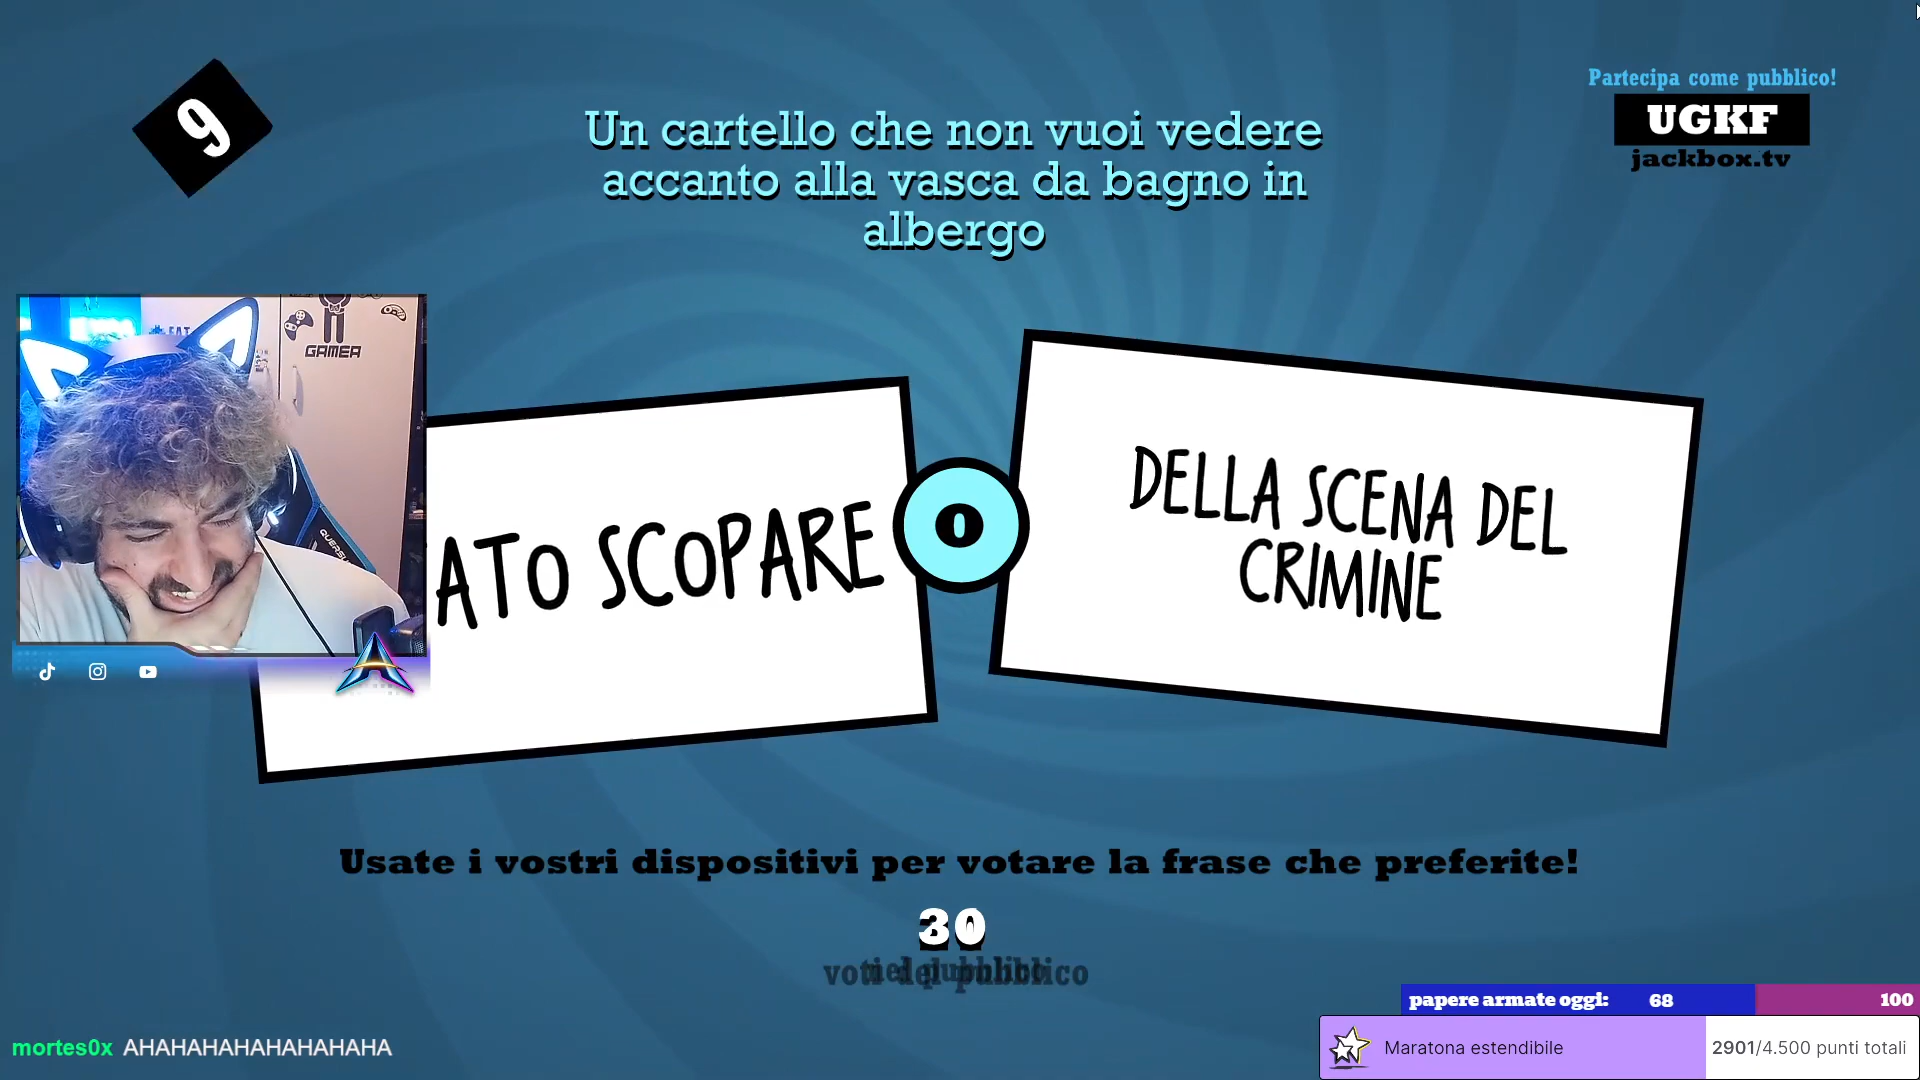 9
Un cartello che non vuoi vedere
accanto alla vasca da bagno in
albergo
Partecipa come pubblico!
UGKF
jackbox.tv
GAMER
ATO SCOPARE
O
DELLA SCENA DEL
CRIMINE
Usate i vostri dispositivi per votare la frase che preferite!
30
papere armate oggi: 68 100
mortes0x AHAHAHAHAHAHAHAHA
Maratona estendibile 2901/4.500 punti totali